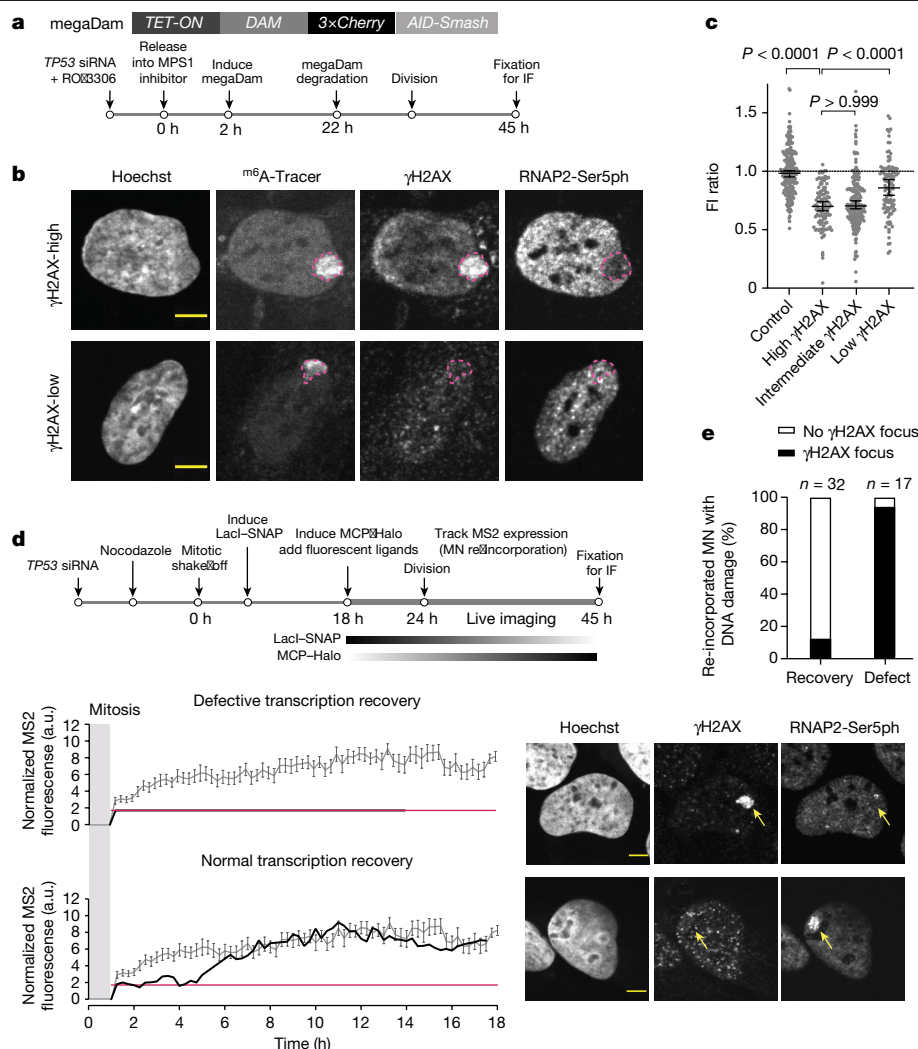 a
megaDam
TET-ON
DAM
3×Cherry
AID-Smash
TP53 siRNA
+ RO�3306
Release
into MPS1
inhibitor
Induce
megaDam
megaDam
degradation
Division
Fixation
for IF
0 h
2 h
22 h
45 h
b
Hoechst
m6A-Tracer
γH2AX
RNAP2-Ser5ph
γH2AX-high
γH2AX-low
c
P < 0.0001
P < 0.0001
P > 0.999
FI ratio
1.5
1.0
0.5
0
Control
High γH2AX
Intermediate γH2AX
Low γH2AX
d
TP53 siRNA
Nocodazole
Mitotic
shake�off
Induce
LacI–SNAP
Induce MCP�Halo
add fluorescent ligands
Division
Track MS2 expression
(MN re�incorporation)
Fixation
for IF
0 h
18 h
24 h
Live imaging
45 h
LacI–SNAP
MCP–Halo
Mitosis
Defective transcription recovery
Normalized MS2
fluorescense (a.u.)
12
10
8
6
4
2
0
Normal transcription recovery
Normalized MS2
fluorescense (a.u.)
12
10
8
6
4
2
0
0
2
4
6
8
10
12
14
16
18
Time (h)
Hoechst
γH2AX
RNAP2-Ser5ph
e
No γH2AX focus
γH2AX focus
n = 32
n = 17
Re-incorporated MN with
DNA damage (%)
100
80
60
40
20
0
Recovery
Defect